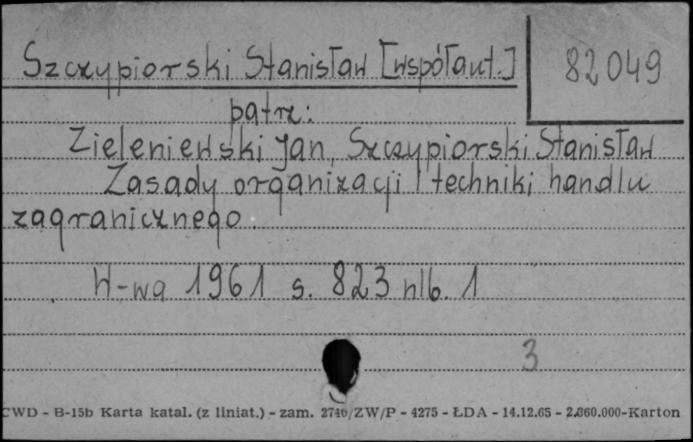 Szczypiorski Stanisław [współaut.]
82049
patrz:
Zieleniewski Jan, Szczypiorski Stanisław
Zasady organizacji i techniki handlu
zagranicznego.
W-wa 1961 s. 823 nlb. 1
3
CWD - B-15b Karta katal. (z liniat.) - zam. 2746/ZW/P - 4275 - ŁDA - 14.12.65 - 2.860.000-Karton